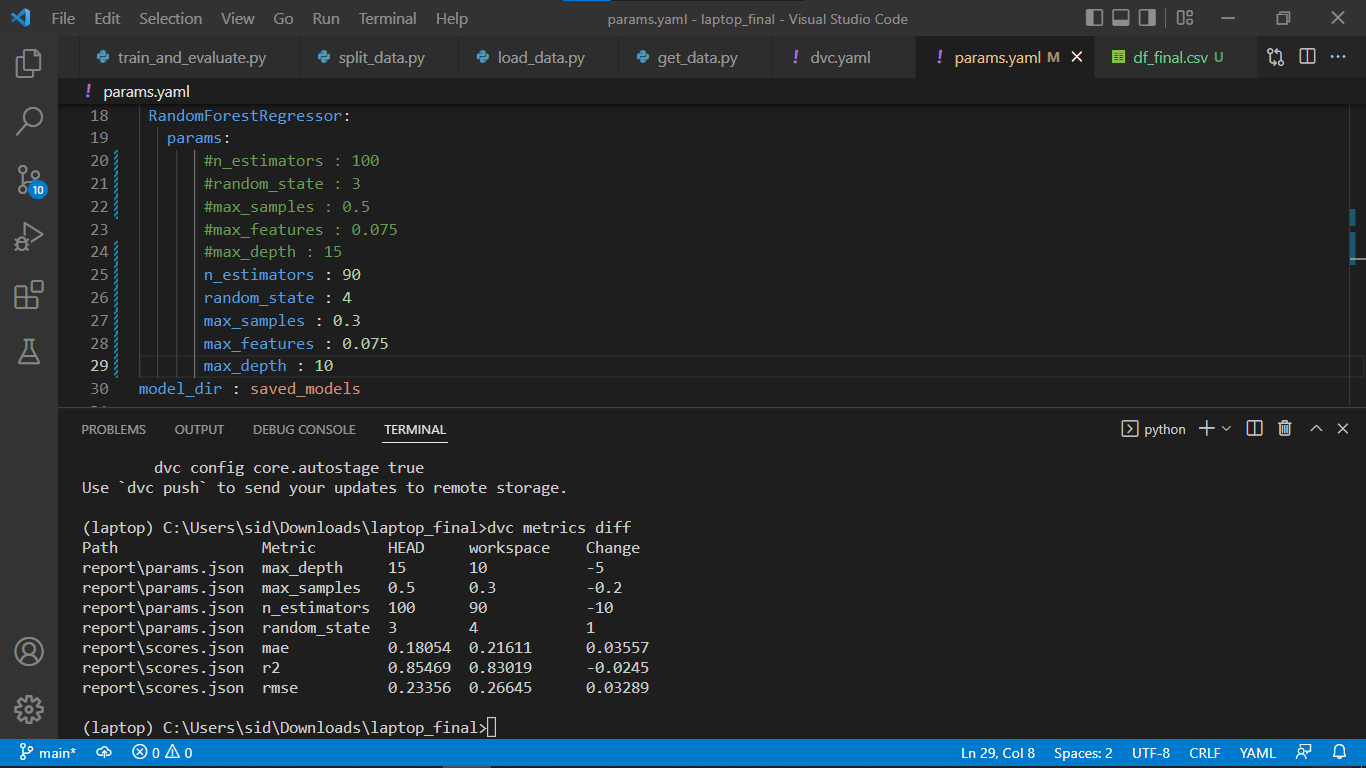 File Edit Selection View Go Run Terminal Help params.yaml - laptop_final - Visual Studio Code
train_and_evaluate.py split_data.py load_data.py get_data.py ! dvc.yaml ! params.yaml M df_final.csv U
! params.yaml
18 RandomForestRegressor:
19 params:
20 #n_estimators : 100
21 #random_state : 3
22 #max_samples : 0.5
23 #max_features : 0.075
24 #max_depth : 15
25 n_estimators : 90
26 random_state : 4
27 max_samples : 0.3
28 max_features : 0.075
29 max_depth : 10
30 model_dir : saved_models
10
PROBLEMS OUTPUT DEBUG CONSOLE TERMINAL python
dvc config core.autostage true
Use `dvc push` to send your updates to remote storage.
(laptop) C:\Users\sid\Downloads\laptop_final>dvc metrics diff
Path Metric HEAD workspace Change
report\params.json max_depth 15 10 -5
report\params.json max_samples 0.5 0.3 -0.2
report\params.json n_estimators 100 90 -10
report\params.json random_state 3 4 1
report\scores.json mae 0.18054 0.21611 0.03557
report\scores.json r2 0.85469 0.83019 -0.0245
report\scores.json rmse 0.23356 0.26645 0.03289
(laptop) C:\Users\sid\Downloads\laptop_final>
main* 0 0 Ln 29, Col 8 Spaces: 2 UTF-8 CRLF YAML